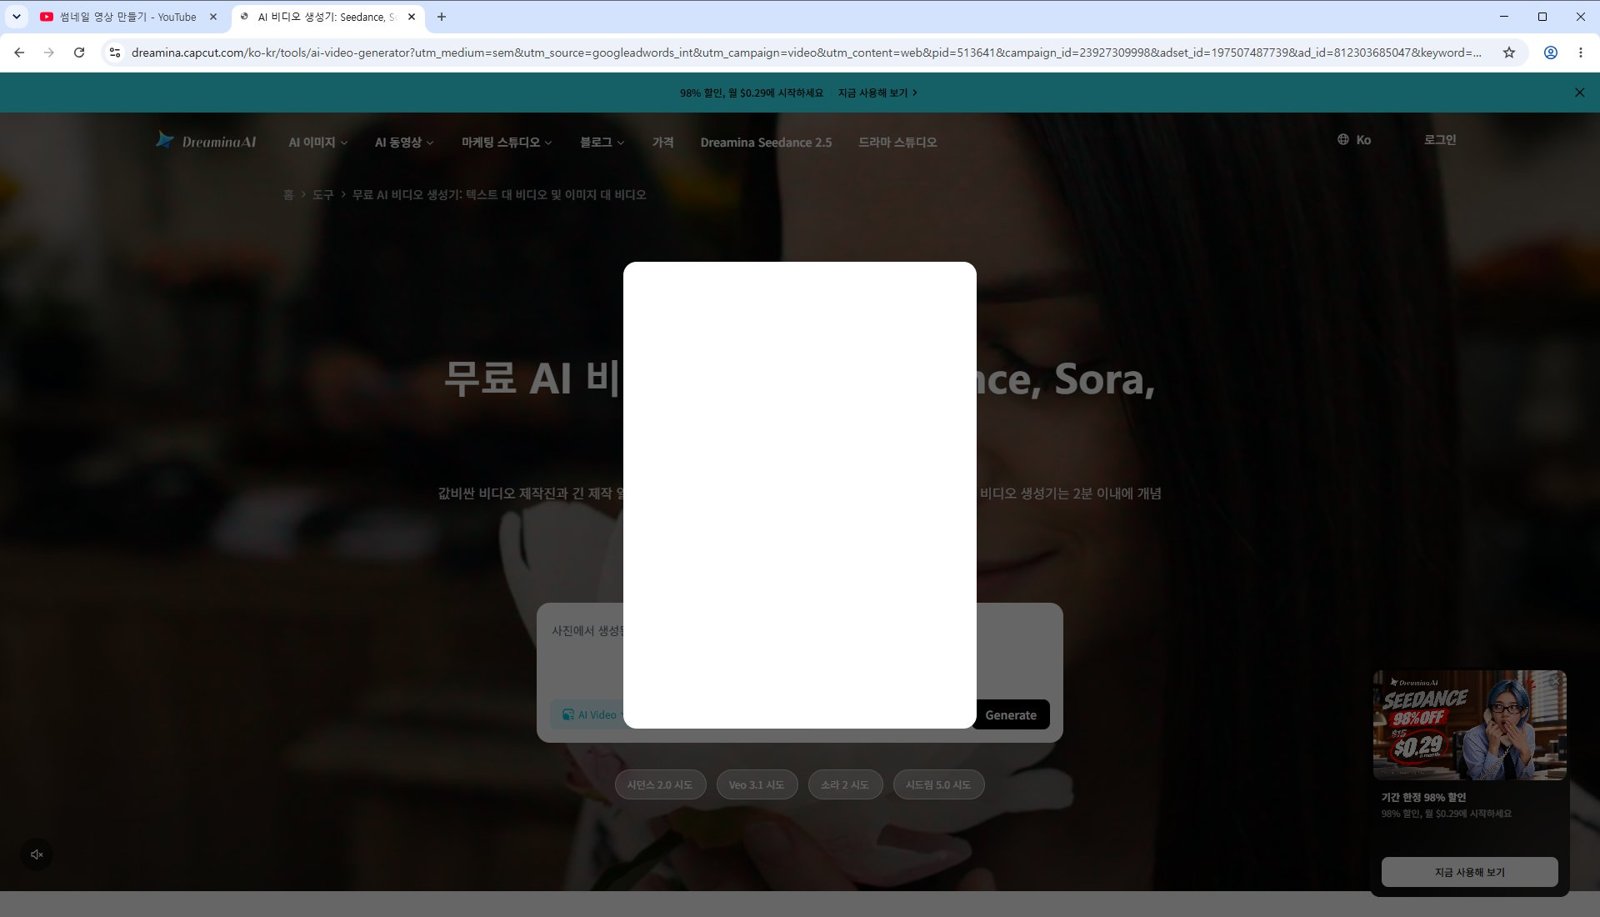 썸네일 영상 만들기 - YouTube
AI 비디오 생성기: Seedance, S
dreamina.capcut.com/ko-kr/tools/ai-video-generator?utm_medium=sem&utm_source=googleadwords_int&utm_campaign=video&utm_content=web&pid=513641&campaign_id=23927309998&adset_id=197507487739&ad_id=812303685047&keyword=...
98% 할인, 월 $0.29에 시작하세요 지금 사용해 보기 >
DreaminaAI AI 이미지 AI 동영상 마케팅 스튜디오 블로그 가격 Dreamina Seedance 2.5 드라마 스튜디오 Ko 로그인
홈 > 도구 > 무료 AI 비디오 생성기: 텍스트 대 비디오 및 이미지 대 비디오
무료 AI 비 nce, Sora,
값비싼 비디오 제작진과 긴 제작 일 비디오 생성기는 2분 이내에 개념
사진에서 생성
AI Video
Generate
시던스 2.0 시도
Veo 3.1 시도
소라 2 시도
시드림 5.0 시도
DreaminaAI
SEEDANCE
98%OFF
$15
$0.29
기간 한정 98% 할인
98% 할인, 월 $0.29에 시작하세요
지금 사용해 보기